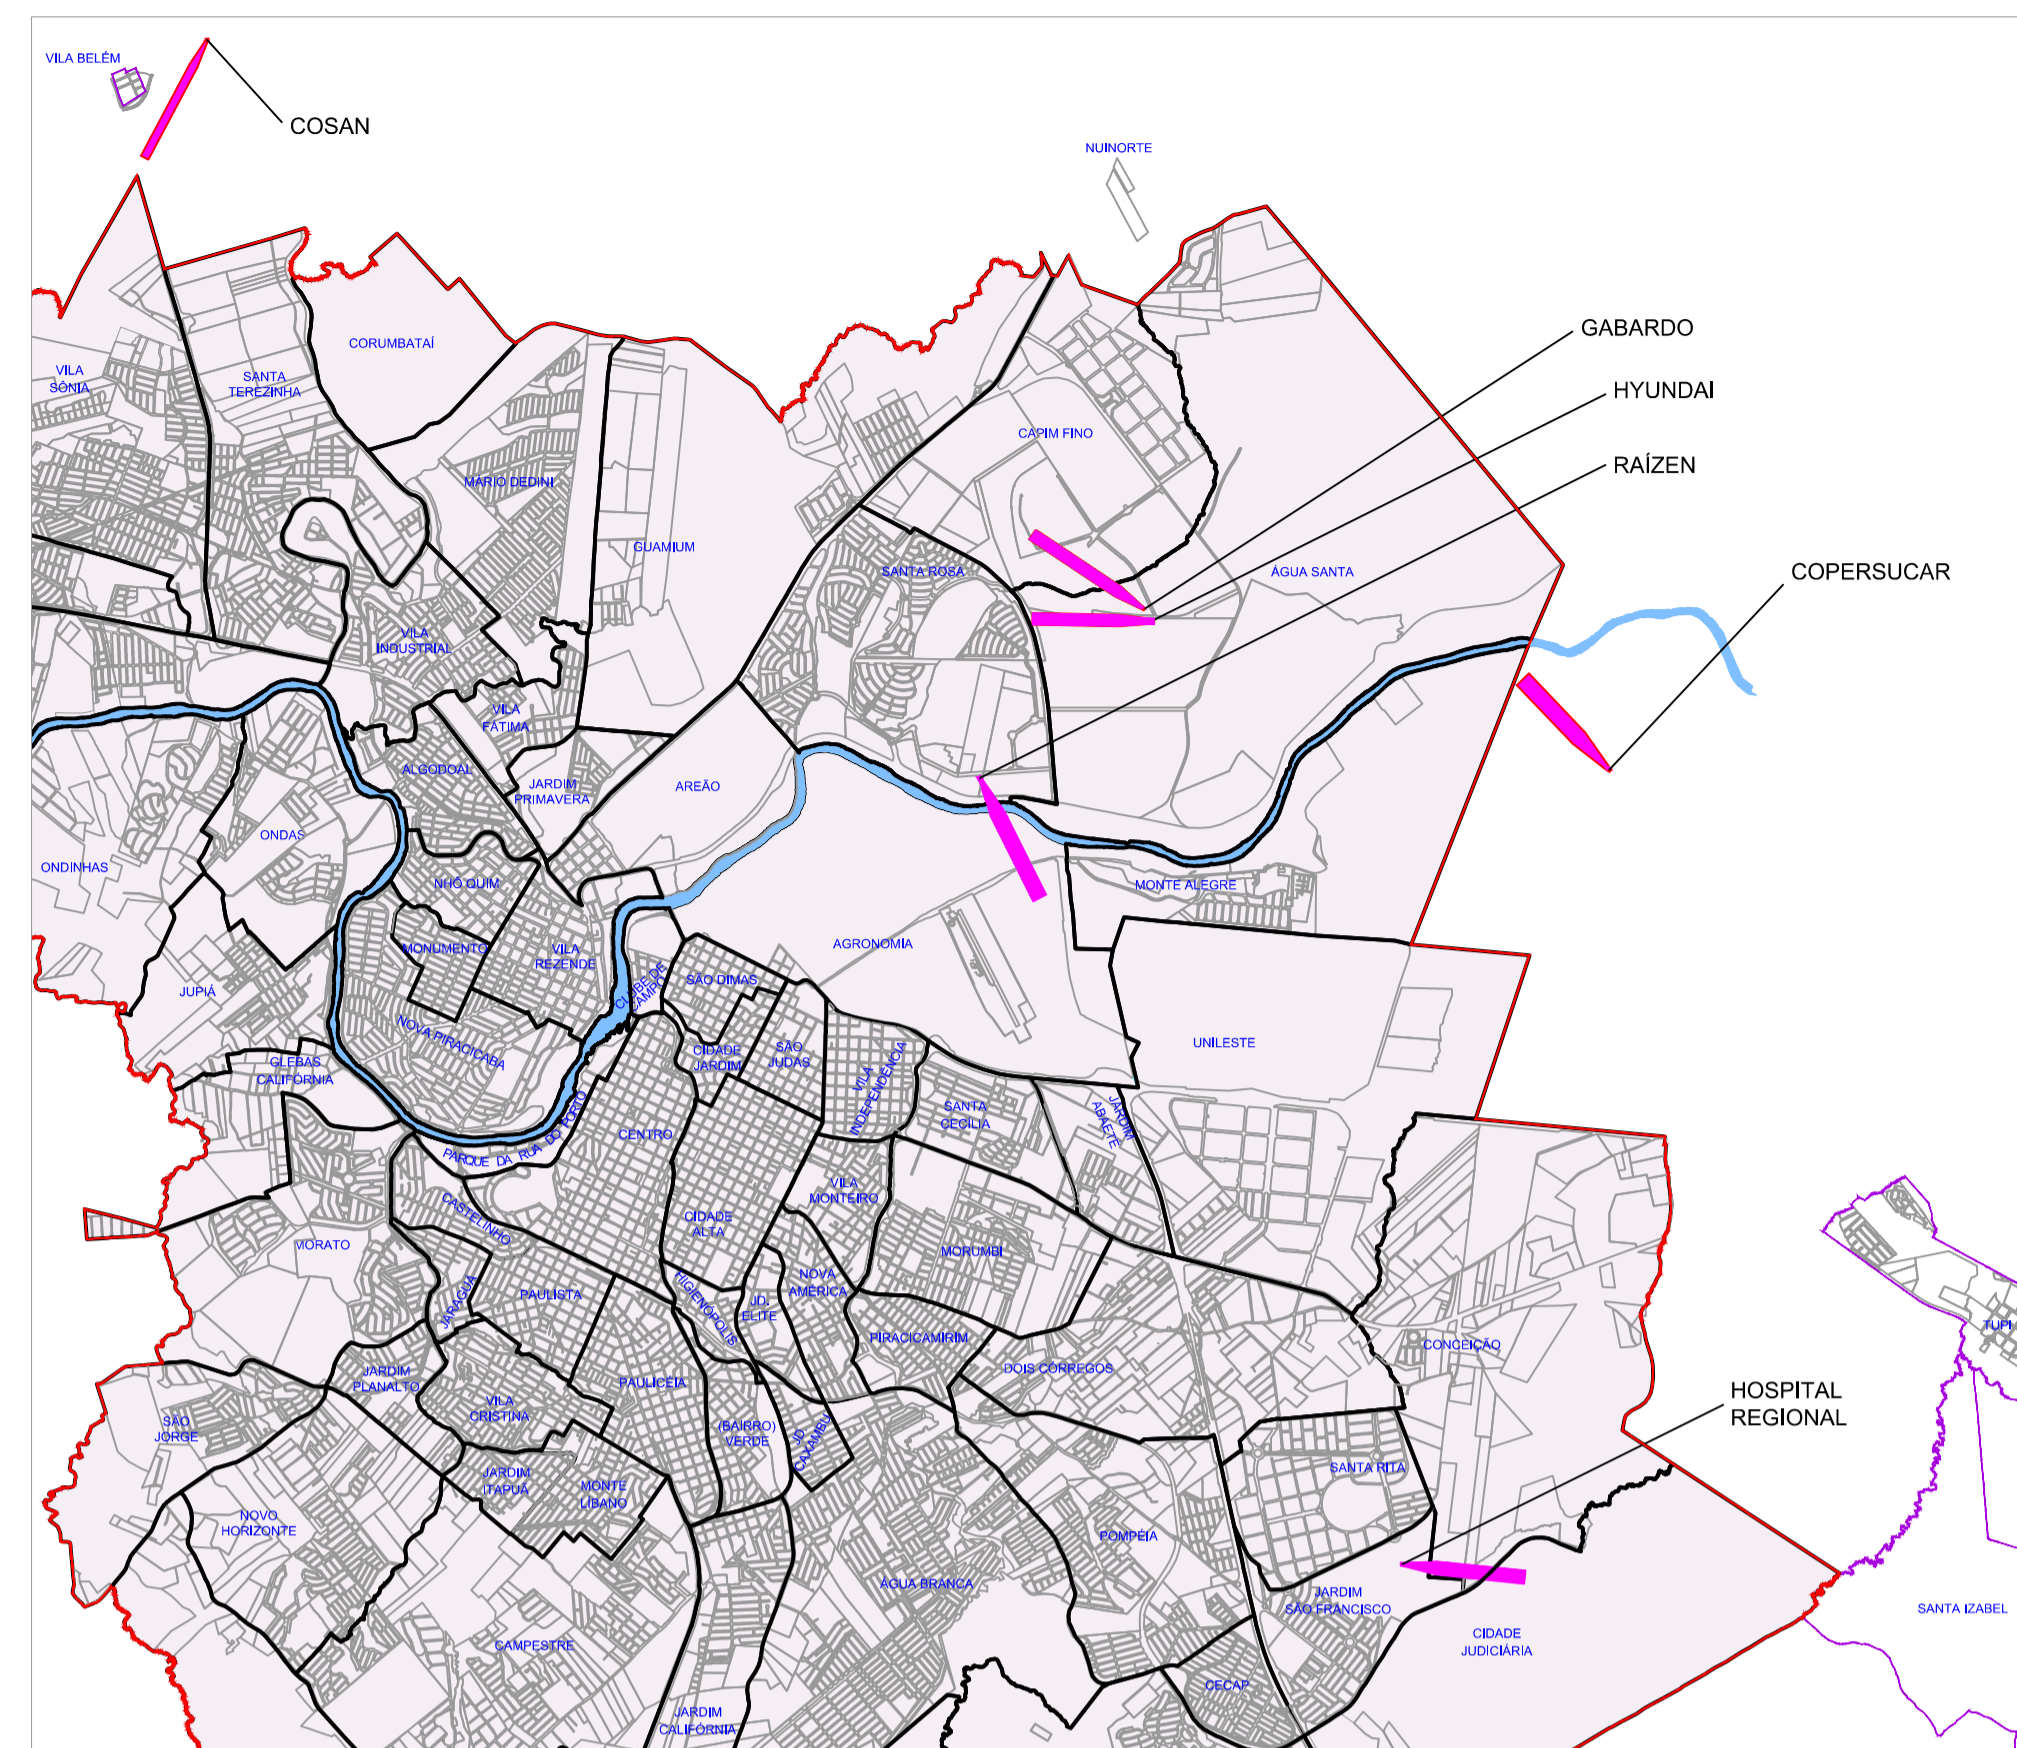 VILA BELÉM
COSAN
NUINORTE
GABARDO
HYUNDAI
RAÍZEN
COPERSUCAR
CORUMBATAÍ
VILA
SÔNIA
SANTA
TEREZINHA
CAPIM FINO
MÁRIO DEDINI
GUAMIUM
SANTA ROSA
ÁGUA SANTA
VILA
INDUSTRIAL
VILA
FÁTIMA
ALGODOAL
JARDIM
PRIMAVERA
AREÃO
ONDAS
ONDINHAS
NHÔ QUIM
MONTE ALEGRE
MONUMENTO
VILA
REZENDE
AGRONOMIA
CLUBE DE
CAMPO
SÃO DIMAS
JUPIÁ
NOVA PIRACICABA
UNILESTE
GLEBAS
CALIFÓRNIA
CIDADE
JARDIM
SÃO
JUDAS
VILA
INDEPENDÊNCIA
SANTA
CECÍLIA
JARDIM
ABAETÉ
CENTRO
PARQUE DA RUA DO PORTO
VILA
MONTEIRO
CASTELINHO
CIDADE
ALTA
MORATO
MORUMBI
NOVA
AMÉRICA
JARAGUÁ
PAULISTA
HIGIENÓPOLIS
JD.
ELITE
PIRACICAMIRIM
TUPI
CONCEIÇÃO
DOIS CÓRREGOS
JARDIM
PLANALTO
PAULICÉIA
VILA
CRISTINA
HOSPITAL
REGIONAL
SÃO
JORGE
(BAIRRO)
VERDE
JD.
CAXAMBU
SANTA RITA
JARDIM
ITAPUÃ
MONTE
LÍBANO
NOVO
HORIZONTE
POMPÉIA
ÁGUA BRANCA
JARDIM
SÃO FRANCISCO
SANTA IZABEL
CIDADE
JUDICIÁRIA
CAMPESTRE
CECAP
JARDIM
CALIFÓRNIA